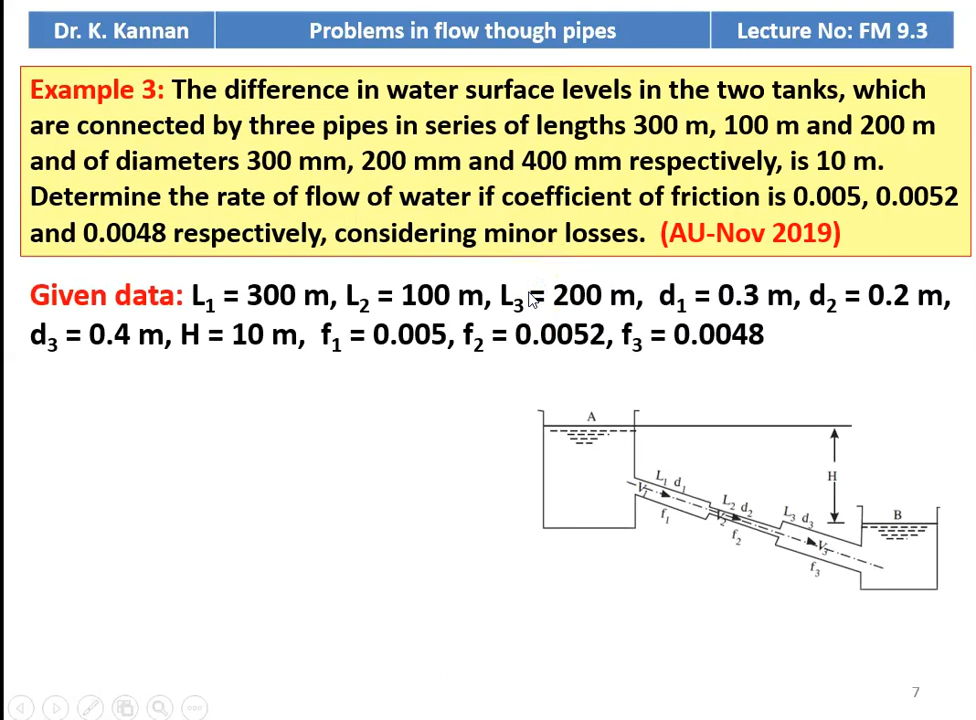 Dr. K. Kannan
Problems in flow though pipes
Lecture No: FM 9.3
Example 3: The difference in water surface levels in the two tanks, which
are connected by three pipes in series of lengths 300 m, 100 m and 200 m
and of diameters 300 mm, 200 mm and 400 mm respectively, is 10 m.
Determine the rate of flow of water if coefficient of friction is 0.005, 0.0052
and 0.0048 respectively, considering minor losses. (AU-Nov 2019)
Given data: L₁ = 300 m, L₂ = 100 m, L₃ = 200 m, d₁ = 0.3 m, d₂ = 0.2 m,
d₃ = 0.4 m, H = 10 m, f₁ = 0.005, f₂ = 0.0052, f₃ = 0.0048
A
H
L₁ d₁
V₁
f₁
L₂ d₂
V₂
f₂
L₃ d₃
V₃
f₃
B
7